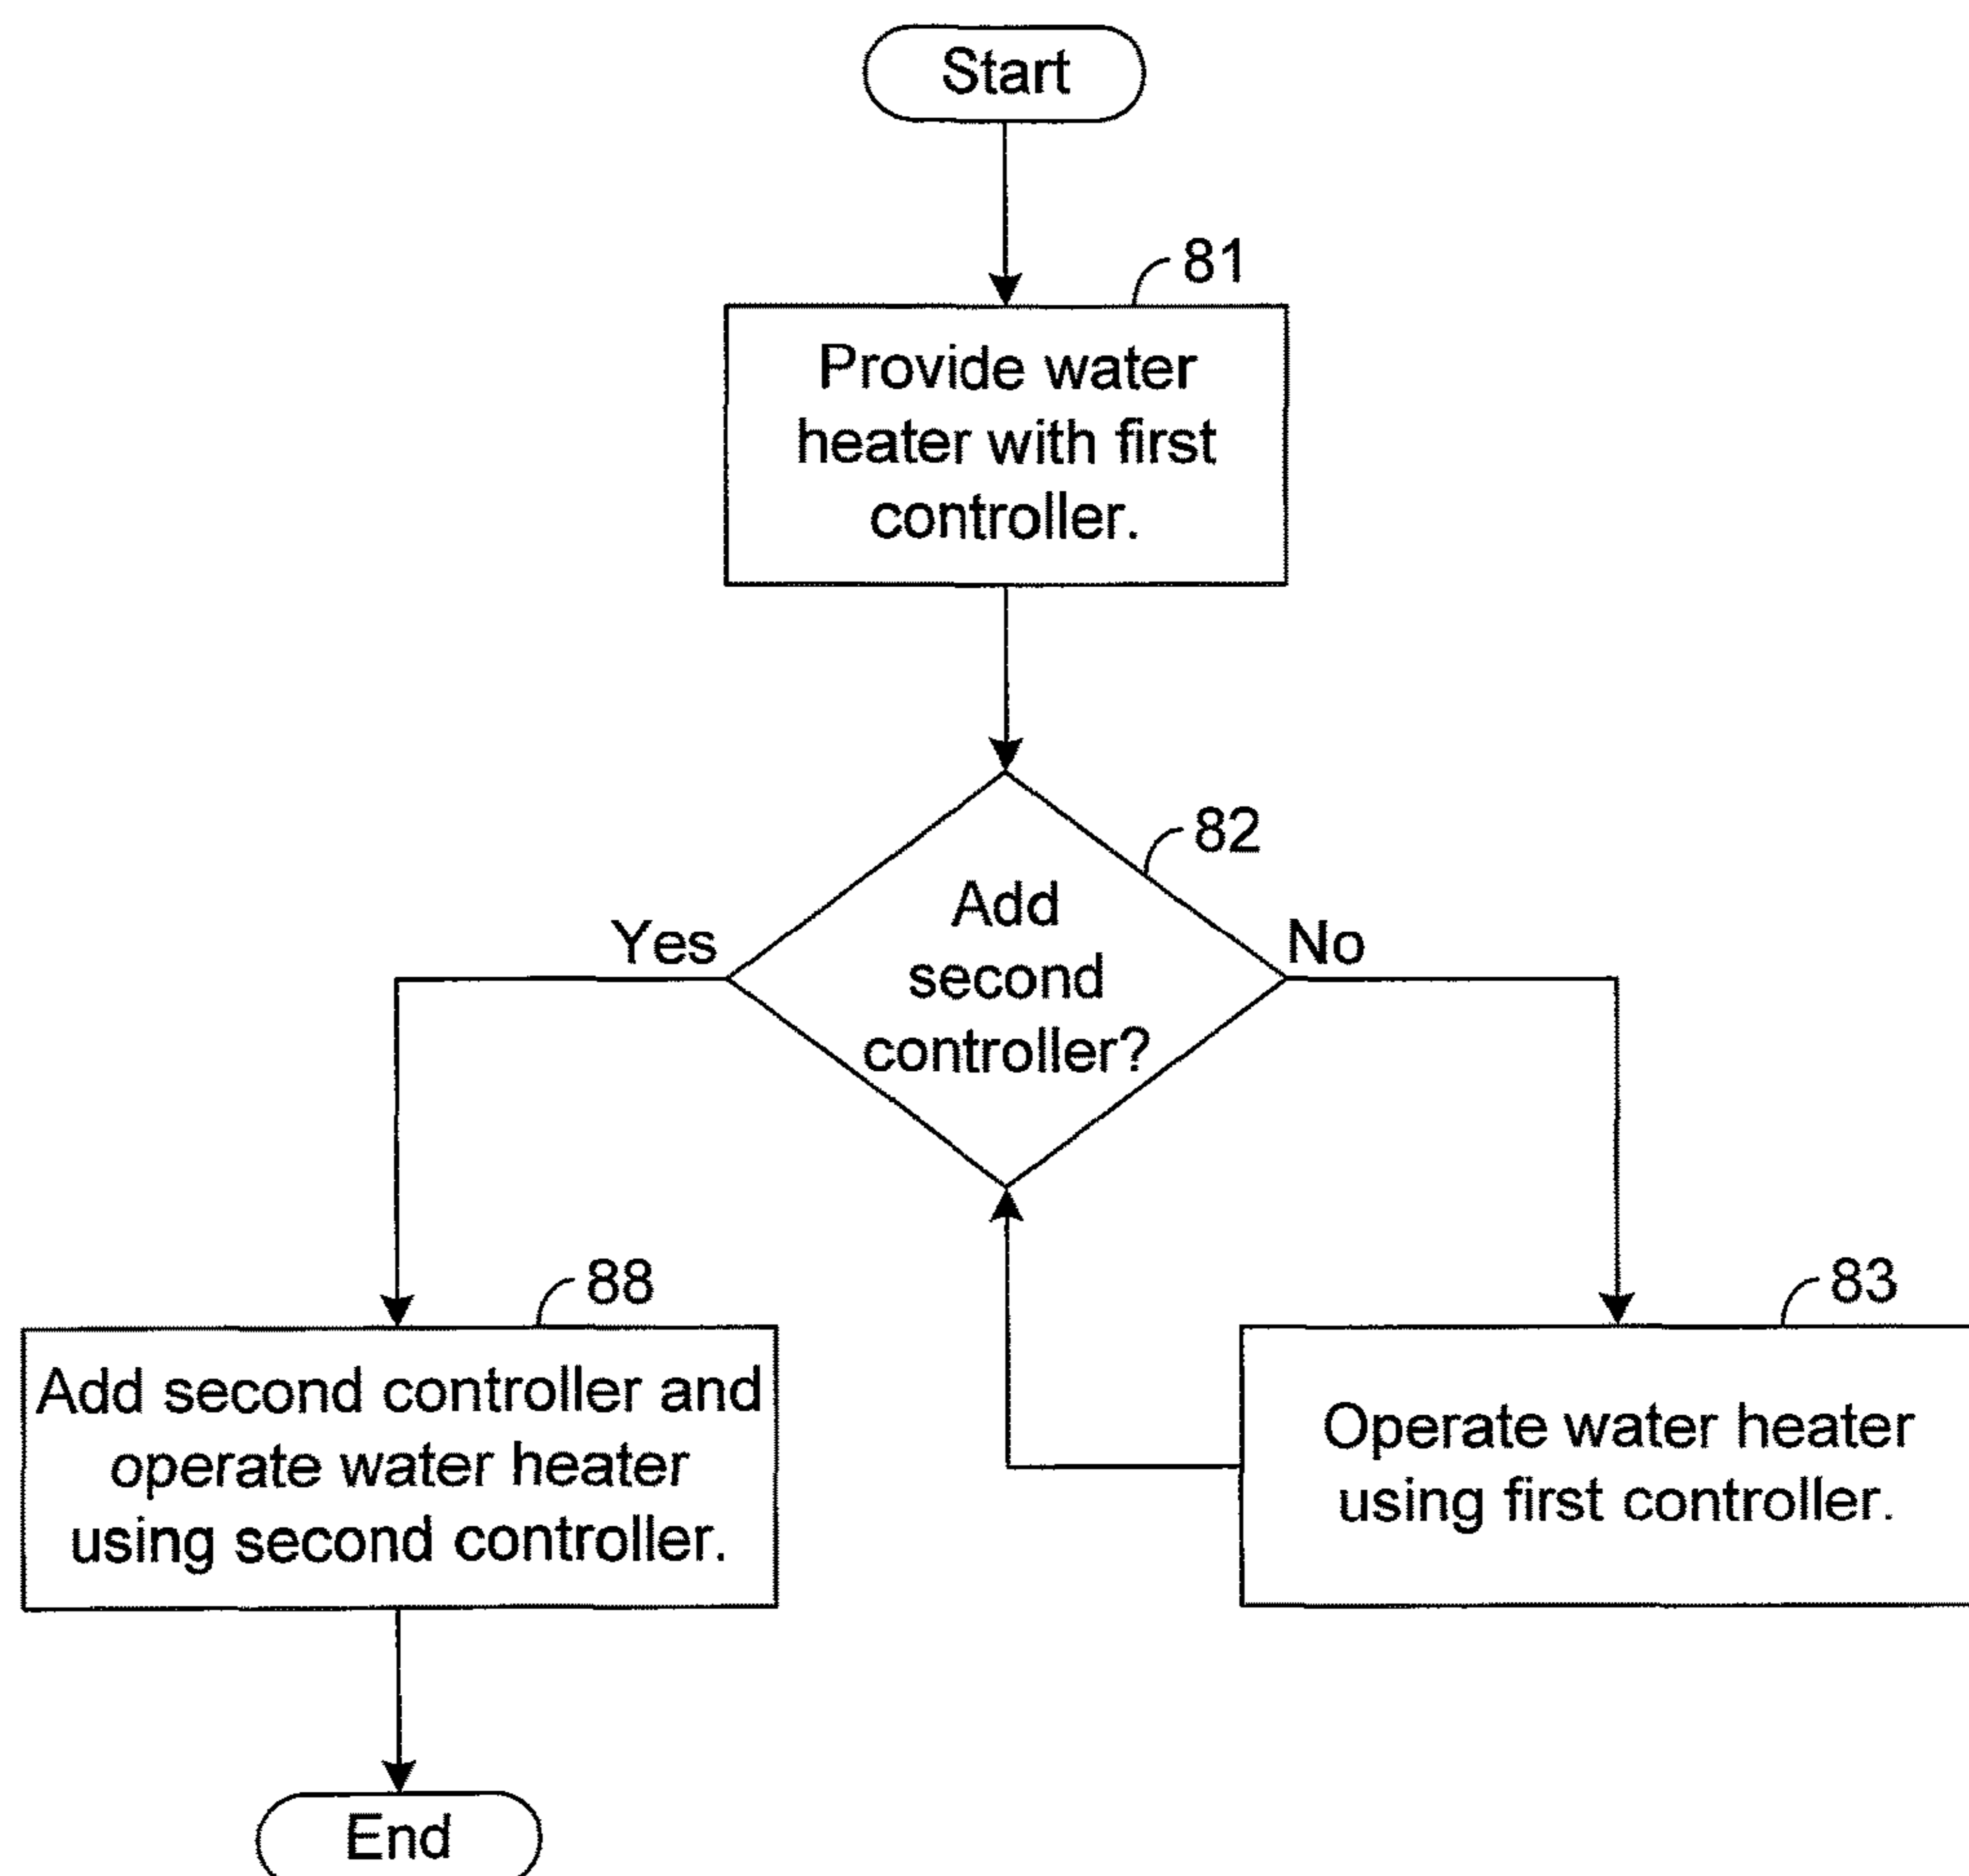 Start
81
Provide water
heater with first
controller.
82
Add
second
controller?
Yes
No
88
Add second controller and
operate water heater
using second controller.
83
Operate water heater
using first controller.
End